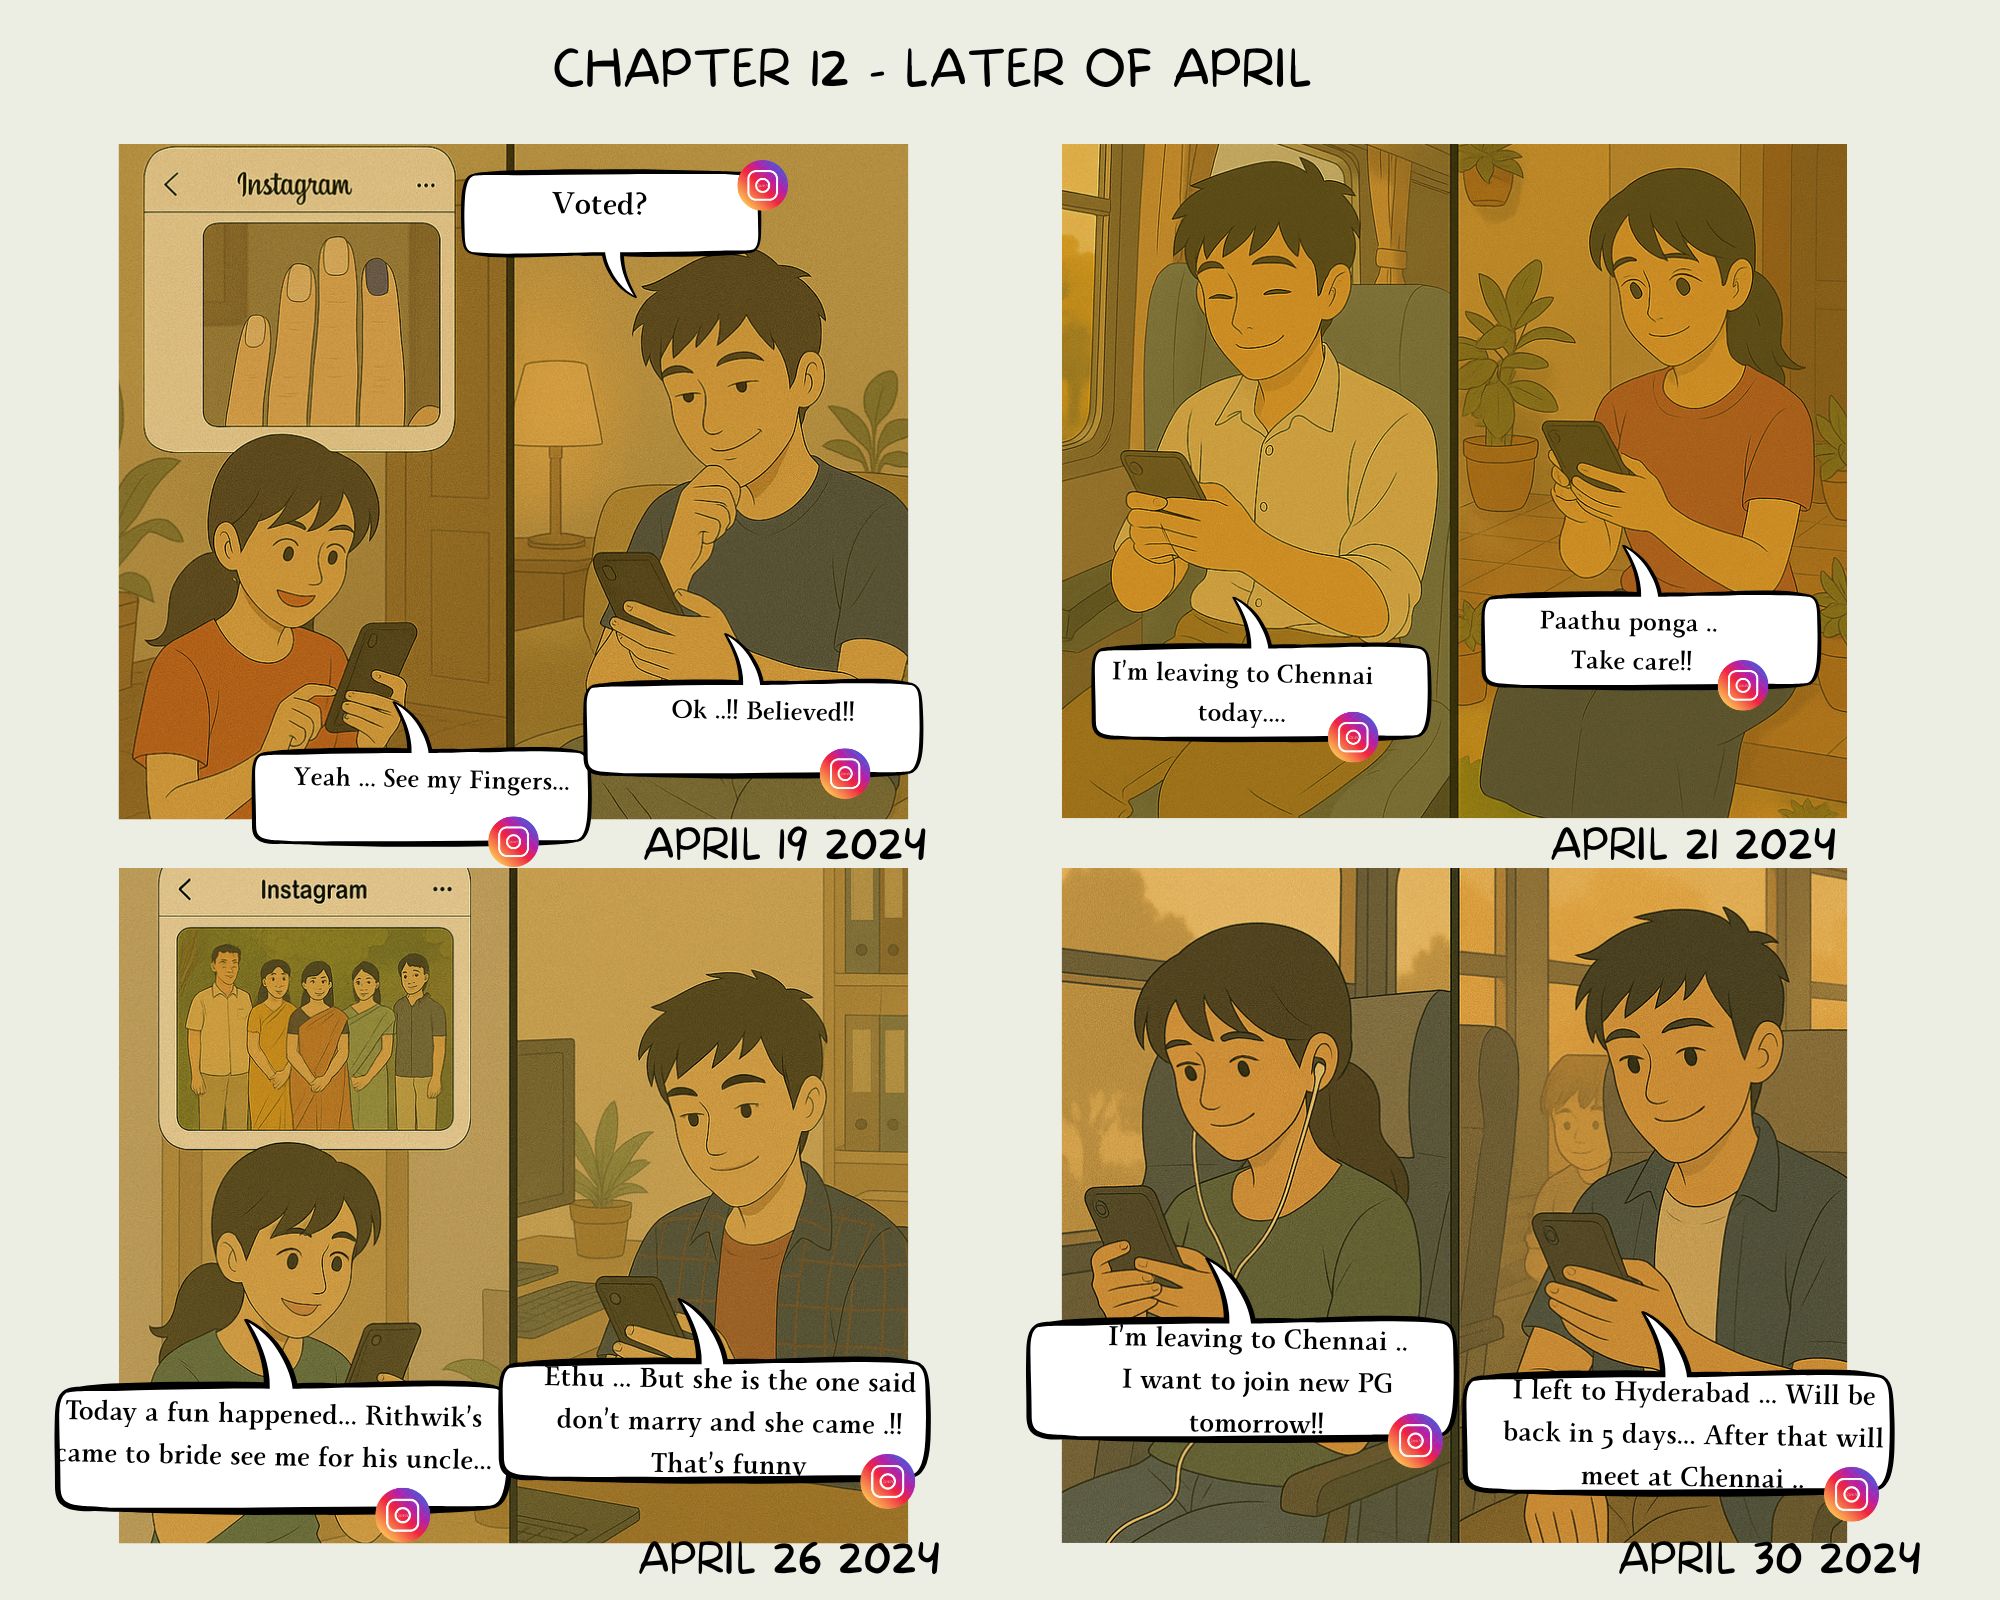 CHAPTER 12 - LATER OF APRIL
Instagram
Voted?
Yeah ... See my Fingers...
Ok ..!! Believed!!
APRIL 19 2024
I'm leaving to Chennai
today....
Paathu ponga ..
Take care!!
APRIL 21 2024
Instagram
Today a fun happened... Rithwik's
came to bride see me for his uncle...
Ethu ... But she is the one said
don't marry and she came .!!
That's funny
APRIL 26 2024
I'm leaving to Chennai ..
I want to join new PG
tomorrow!!
I left to Hyderabad ... Will be
back in 5 days... After that will
meet at Chennai ..
APRIL 30 2024